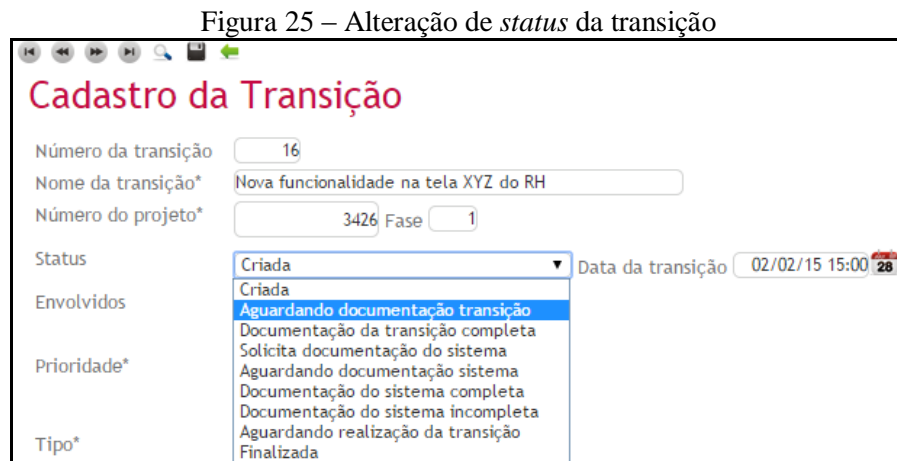 Figura 25 – Alteração de status da transição
Cadastro da Transição
Número da transição 16
Nome da transição* Nova funcionalidade na tela XYZ do RH
Número do projeto* 3426 Fase 1
Status Criada Data da transição 02/02/15 15:00 28
Criada
Envolvidos
Aguardando documentação transição
Documentação da transição completa
Solicita documentação do sistema
Prioridade*
Aguardando documentação sistema
Documentação do sistema completa
Documentação do sistema incompleta
Aguardando realização da transição
Tipo*
Finalizada